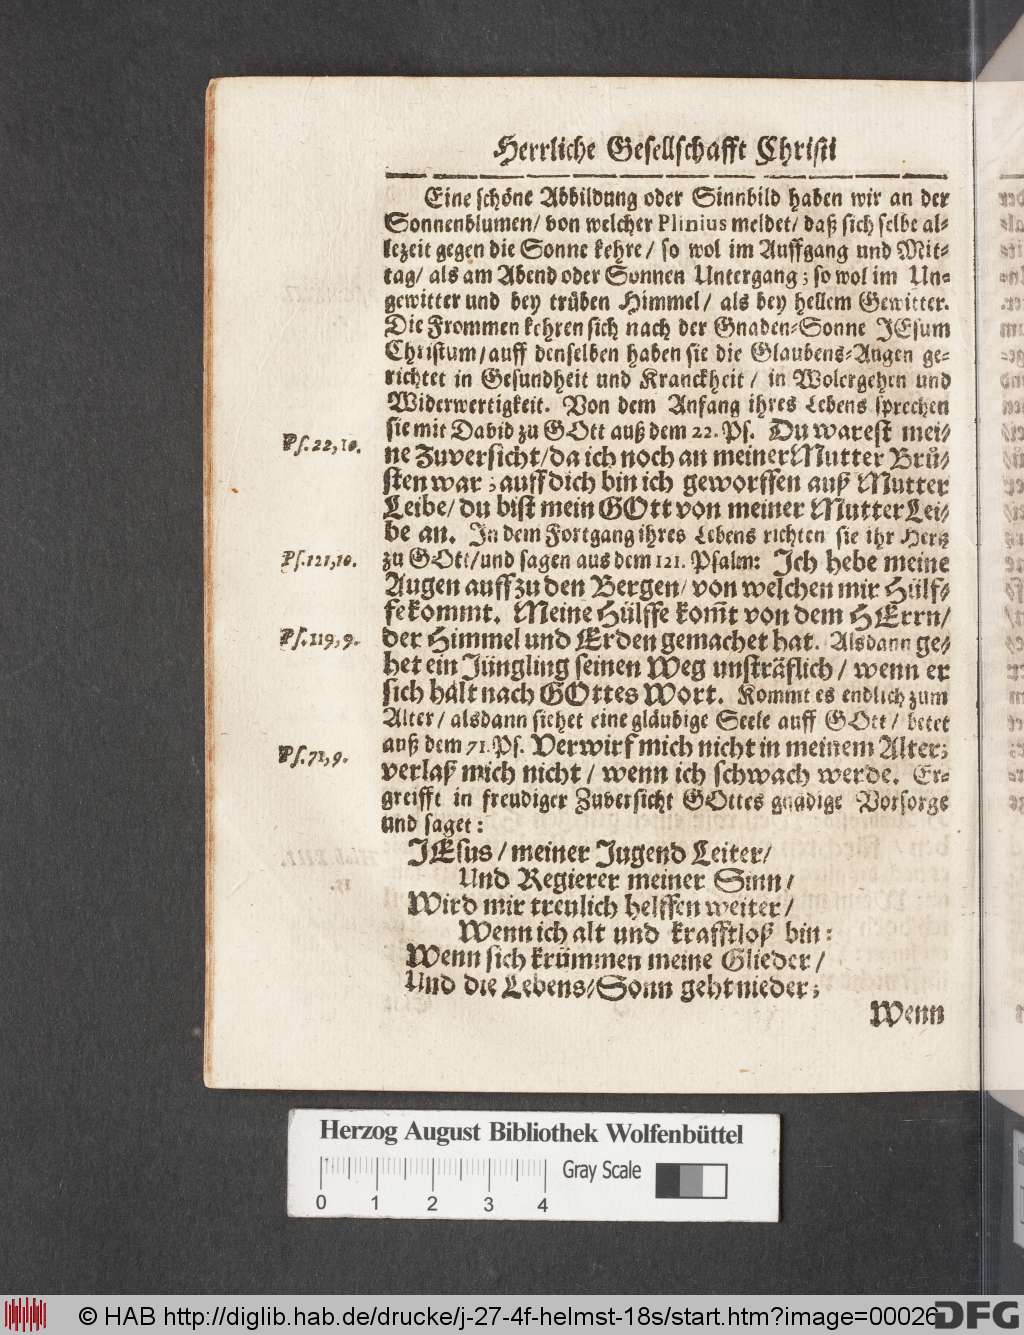 Herrliche Gesellschafft Christi
Eine schöne Abbildung oder Sinnbild haben wir an der
Sonnenblumen/ von welcher Plinius meldet/ daß sich selbe al-
lezeit gegen die Sonne kehre/ so wol im Auffgang und Mit-
tag/ als am Abend oder Sonnen Untergang; so wol im Un-
gewitter und bey trüben Himmel/ als bey hellem Gewitter.
Die Frommen kehren sich nach der Gnaden-Sonne JEsum
Christum/ auff denselben haben sie die Glaubens-Augen ge-
richtet in Gesundheit und Kranckheit/ in Wolergehen und
Widerwertigkeit. Von dem Anfang ihres Lebens sprechen
sie mit David zu GOtt auß dem 22. Ps. Du warest mei-
Ps. 22, 10.
ne Zuversicht/ da ich noch an meiner Mutter Brü-
sten war; auff dich bin ich geworffen auß Mutter
Leibe/ du bist mein GOtt von meiner Mutter Lei-
be an. In dem Fortgang ihres Lebens richten sie ihr Hertz
Ps. 121, 10.
zu GOtt/ und sagen aus dem 121. Psalm: Ich hebe meine
Augen auff zu den Bergen/ von welchen mir Hülf-
fe kommt. Meine Hülffe kom̃t von dem HErrn/
Ps. 119, 9.
der Himmel und Erden gemachet hat. Alsdann ge-
het ein Jüngling seinen Weg unsträflich/ wenn er
sich hält nach GOttes Wort. Kommt es endlich zum
Alter/ alsdann siehet eine gläubige Seele auff GOtt/ betet
auß dem 71. Ps. Verwirf mich nicht in meinem Alter;
Ps. 71, 9.
verlaß mich nicht/ wenn ich schwach werde. Er-
greifft in freudiger Zuversicht GOttes gnädige Vorsorge
und saget:
JEsus/ meiner Jugend Leiter/
Und Regierer meiner Sinn/
Wird mir treulich helffen weiter/
Wenn ich alt und krafftloß bin:
Wenn sich krümmen meine Glieder/
Und die Lebens-Sonn geht nieder;
Wenn
Herzog August Bibliothek Wolfenbüttel
Gray Scale
0 1 2 3 4
© HAB http://diglib.hab.de/drucke/j-27-4f-helmst-18s/start.htm?image=00026
DFG